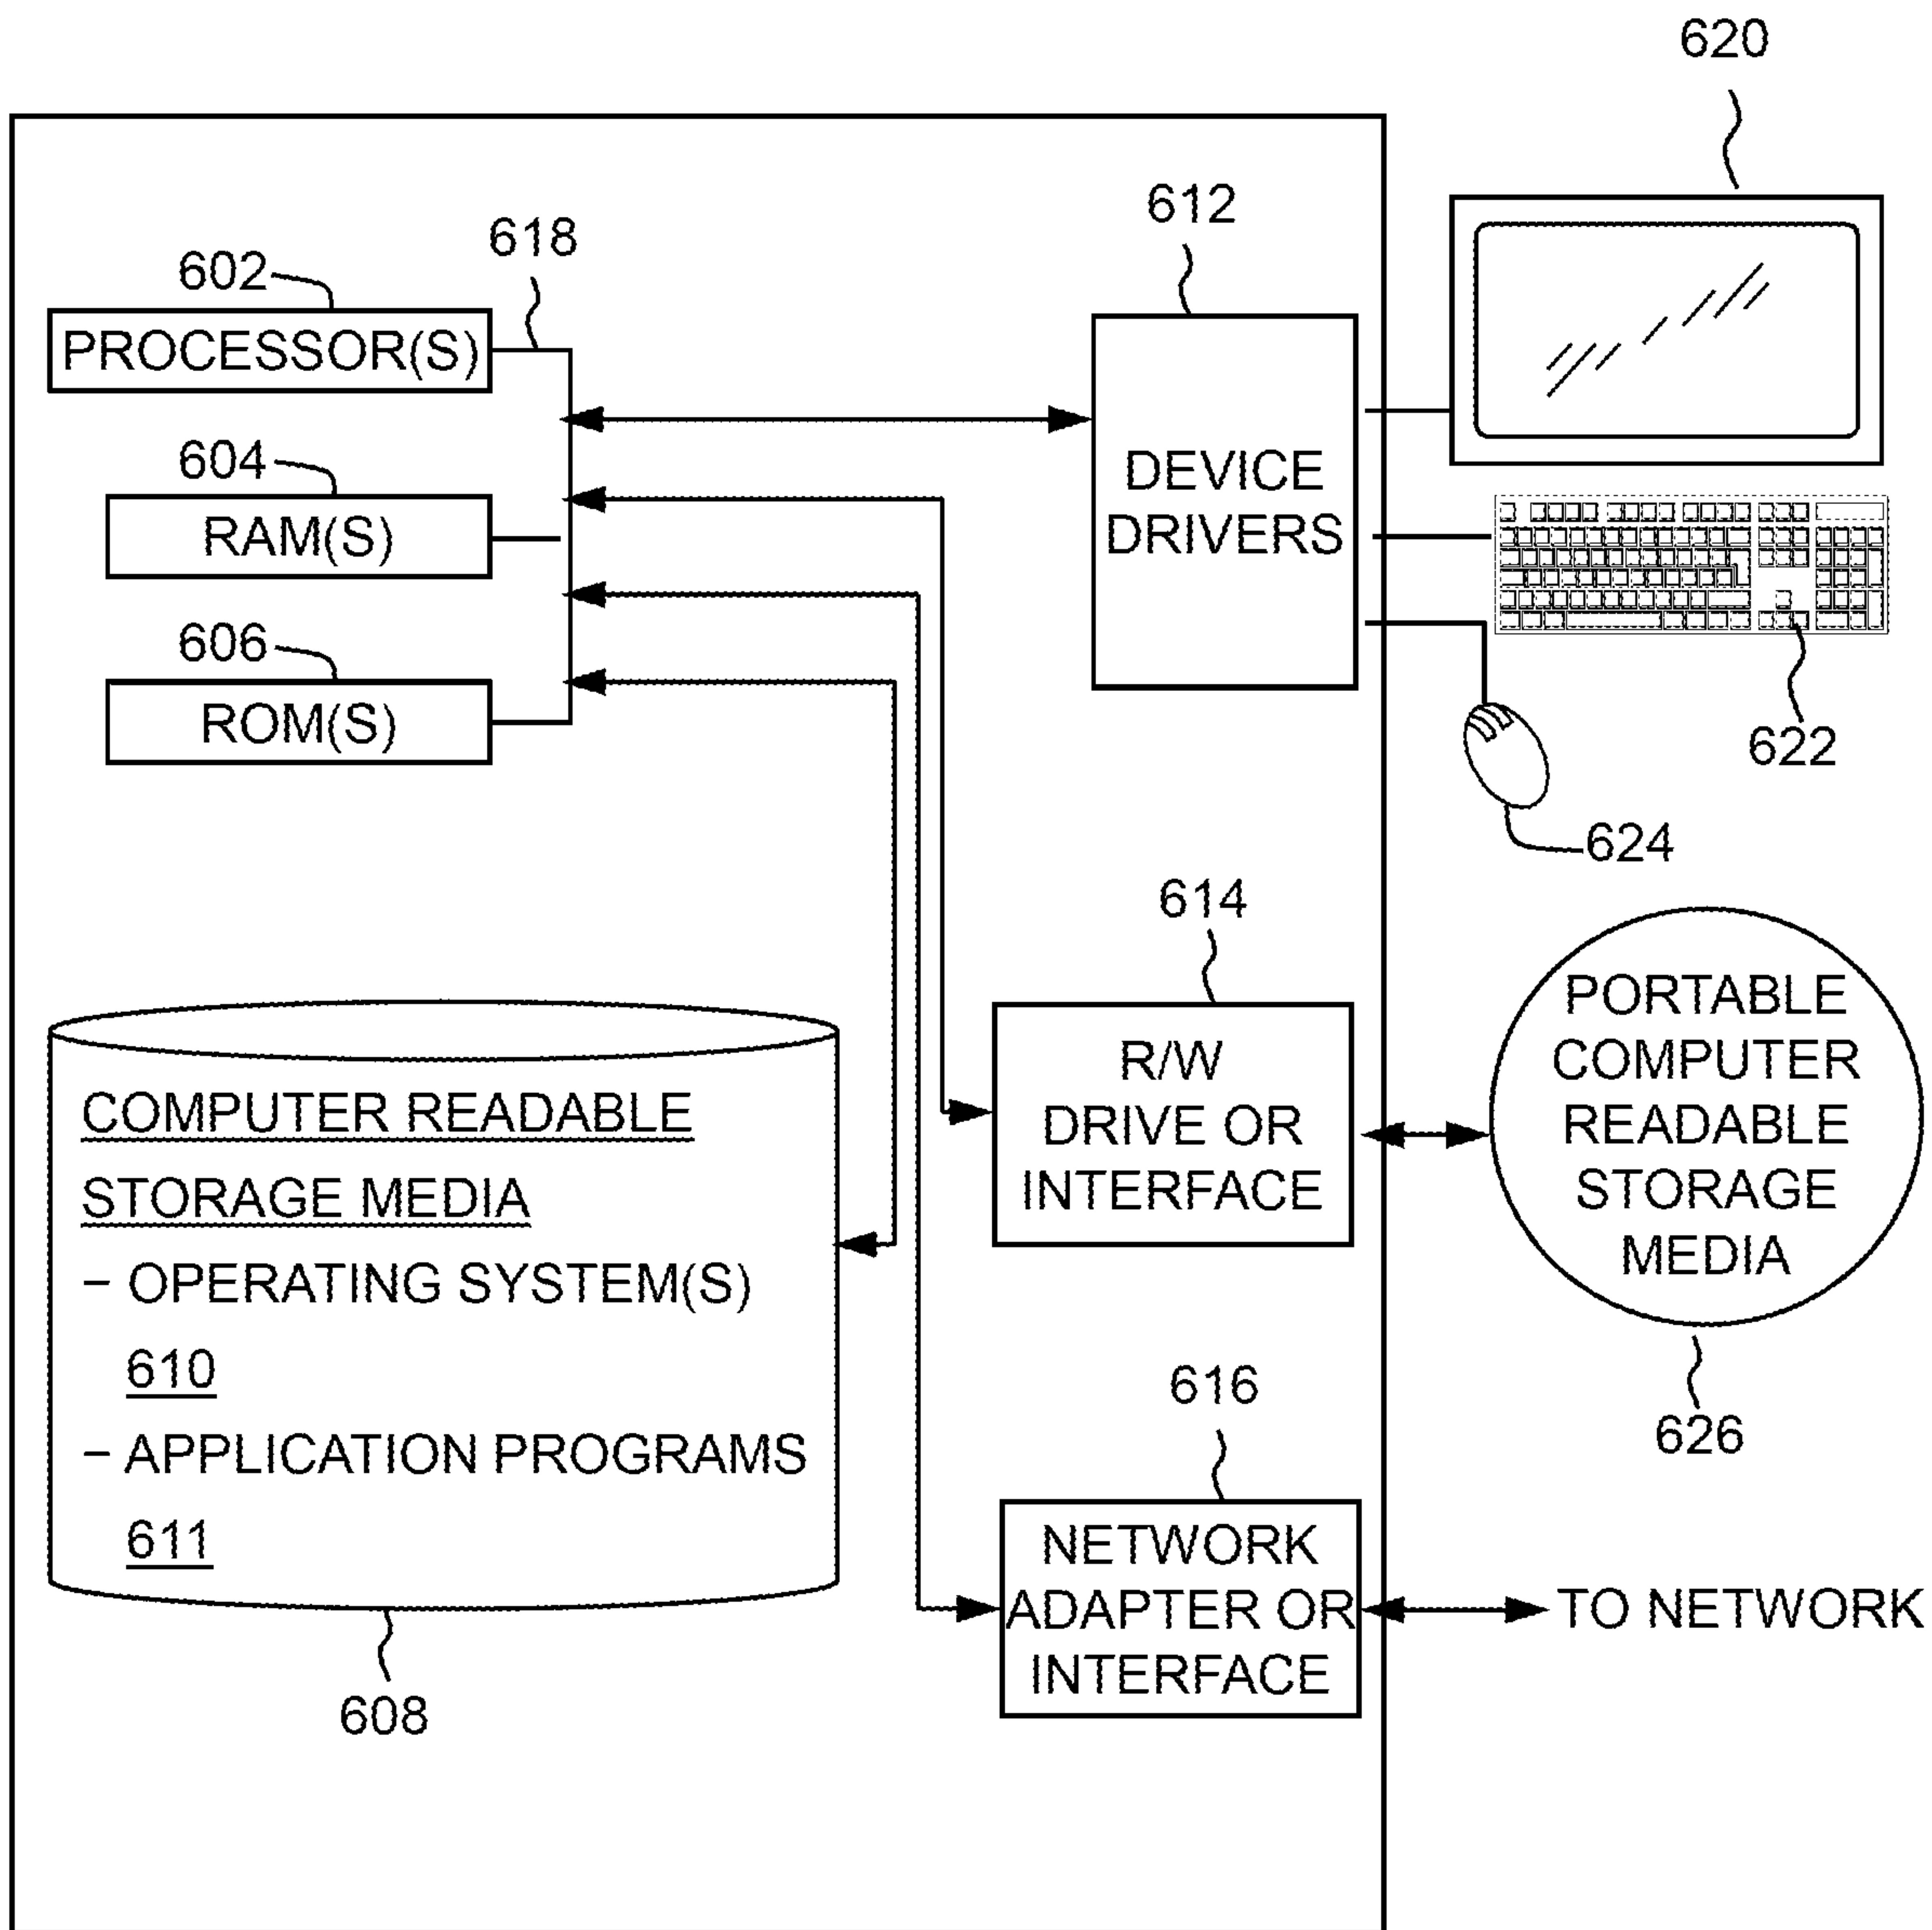 620
612
618
602
PROCESSOR(S)
604
RAM(S)
DEVICE
DRIVERS
606
ROM(S)
622
624
614
R/W
DRIVE OR
INTERFACE
PORTABLE
COMPUTER
READABLE
STORAGE
MEDIA
626
COMPUTER READABLE
STORAGE MEDIA
– OPERATING SYSTEM(S)
610
– APPLICATION PROGRAMS
611
608
616
NETWORK
ADAPTER OR
INTERFACE
TO NETWORK